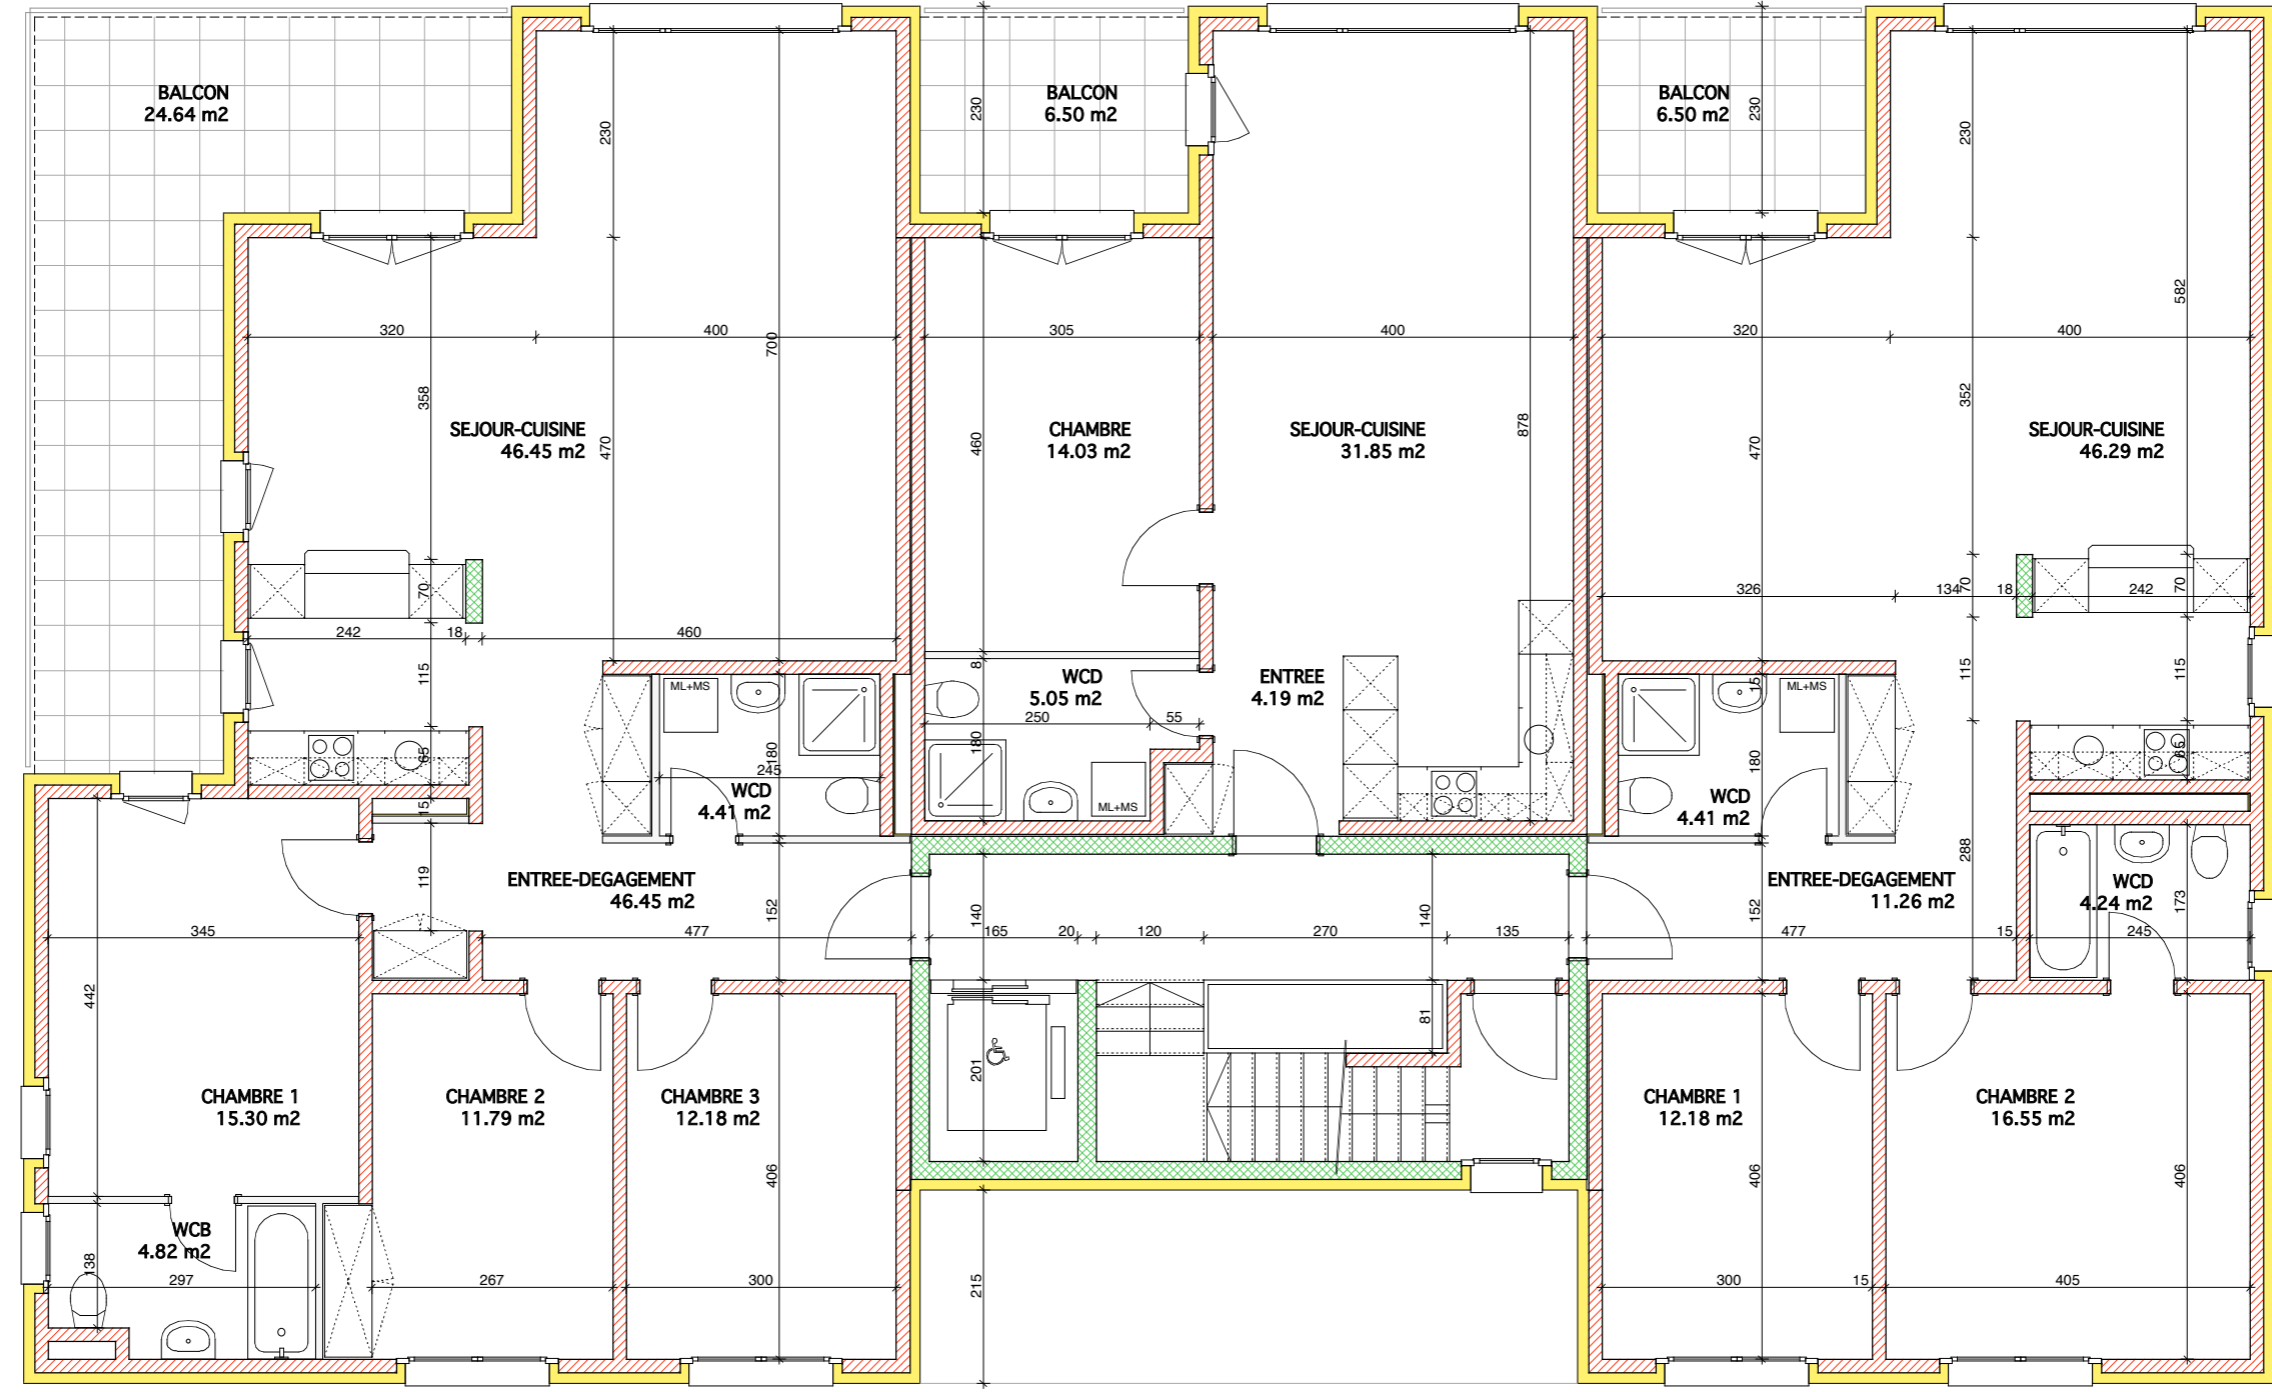 BALCON
24.64 m2
BALCON
6.50 m2
BALCON
6.50 m2
230
230
230
230
582
320
400
700
305
400
320
400
358
470
460
878
470
352
SEJOUR-CUISINE
46.45 m2
CHAMBRE
14.03 m2
SEJOUR-CUISINE
31.85 m2
SEJOUR-CUISINE
46.29 m2
70
326
134
70
18
242
70
242
18
460
115
8
115
115
ML+MS
WCD
5.05 m2
ENTREE
4.19 m2
15
ML+MS
250
55
65
180
245
180
180
65
WCD
4.41 m2
ML+MS
WCD
4.41 m2
15
119
288
ENTREE-DEGAGEMENT
46.45 m2
ENTREE-DEGAGEMENT
11.26 m2
WCD
4.24 m2
152
140
140
152
173
345
477
165
20
120
270
135
477
15
245
442
81
201
CHAMBRE 1
15.30 m2
CHAMBRE 2
11.79 m2
CHAMBRE 3
12.18 m2
CHAMBRE 1
12.18 m2
CHAMBRE 2
16.55 m2
406
406
406
WCB
4.82 m2
138
297
267
300
215
300
15
405